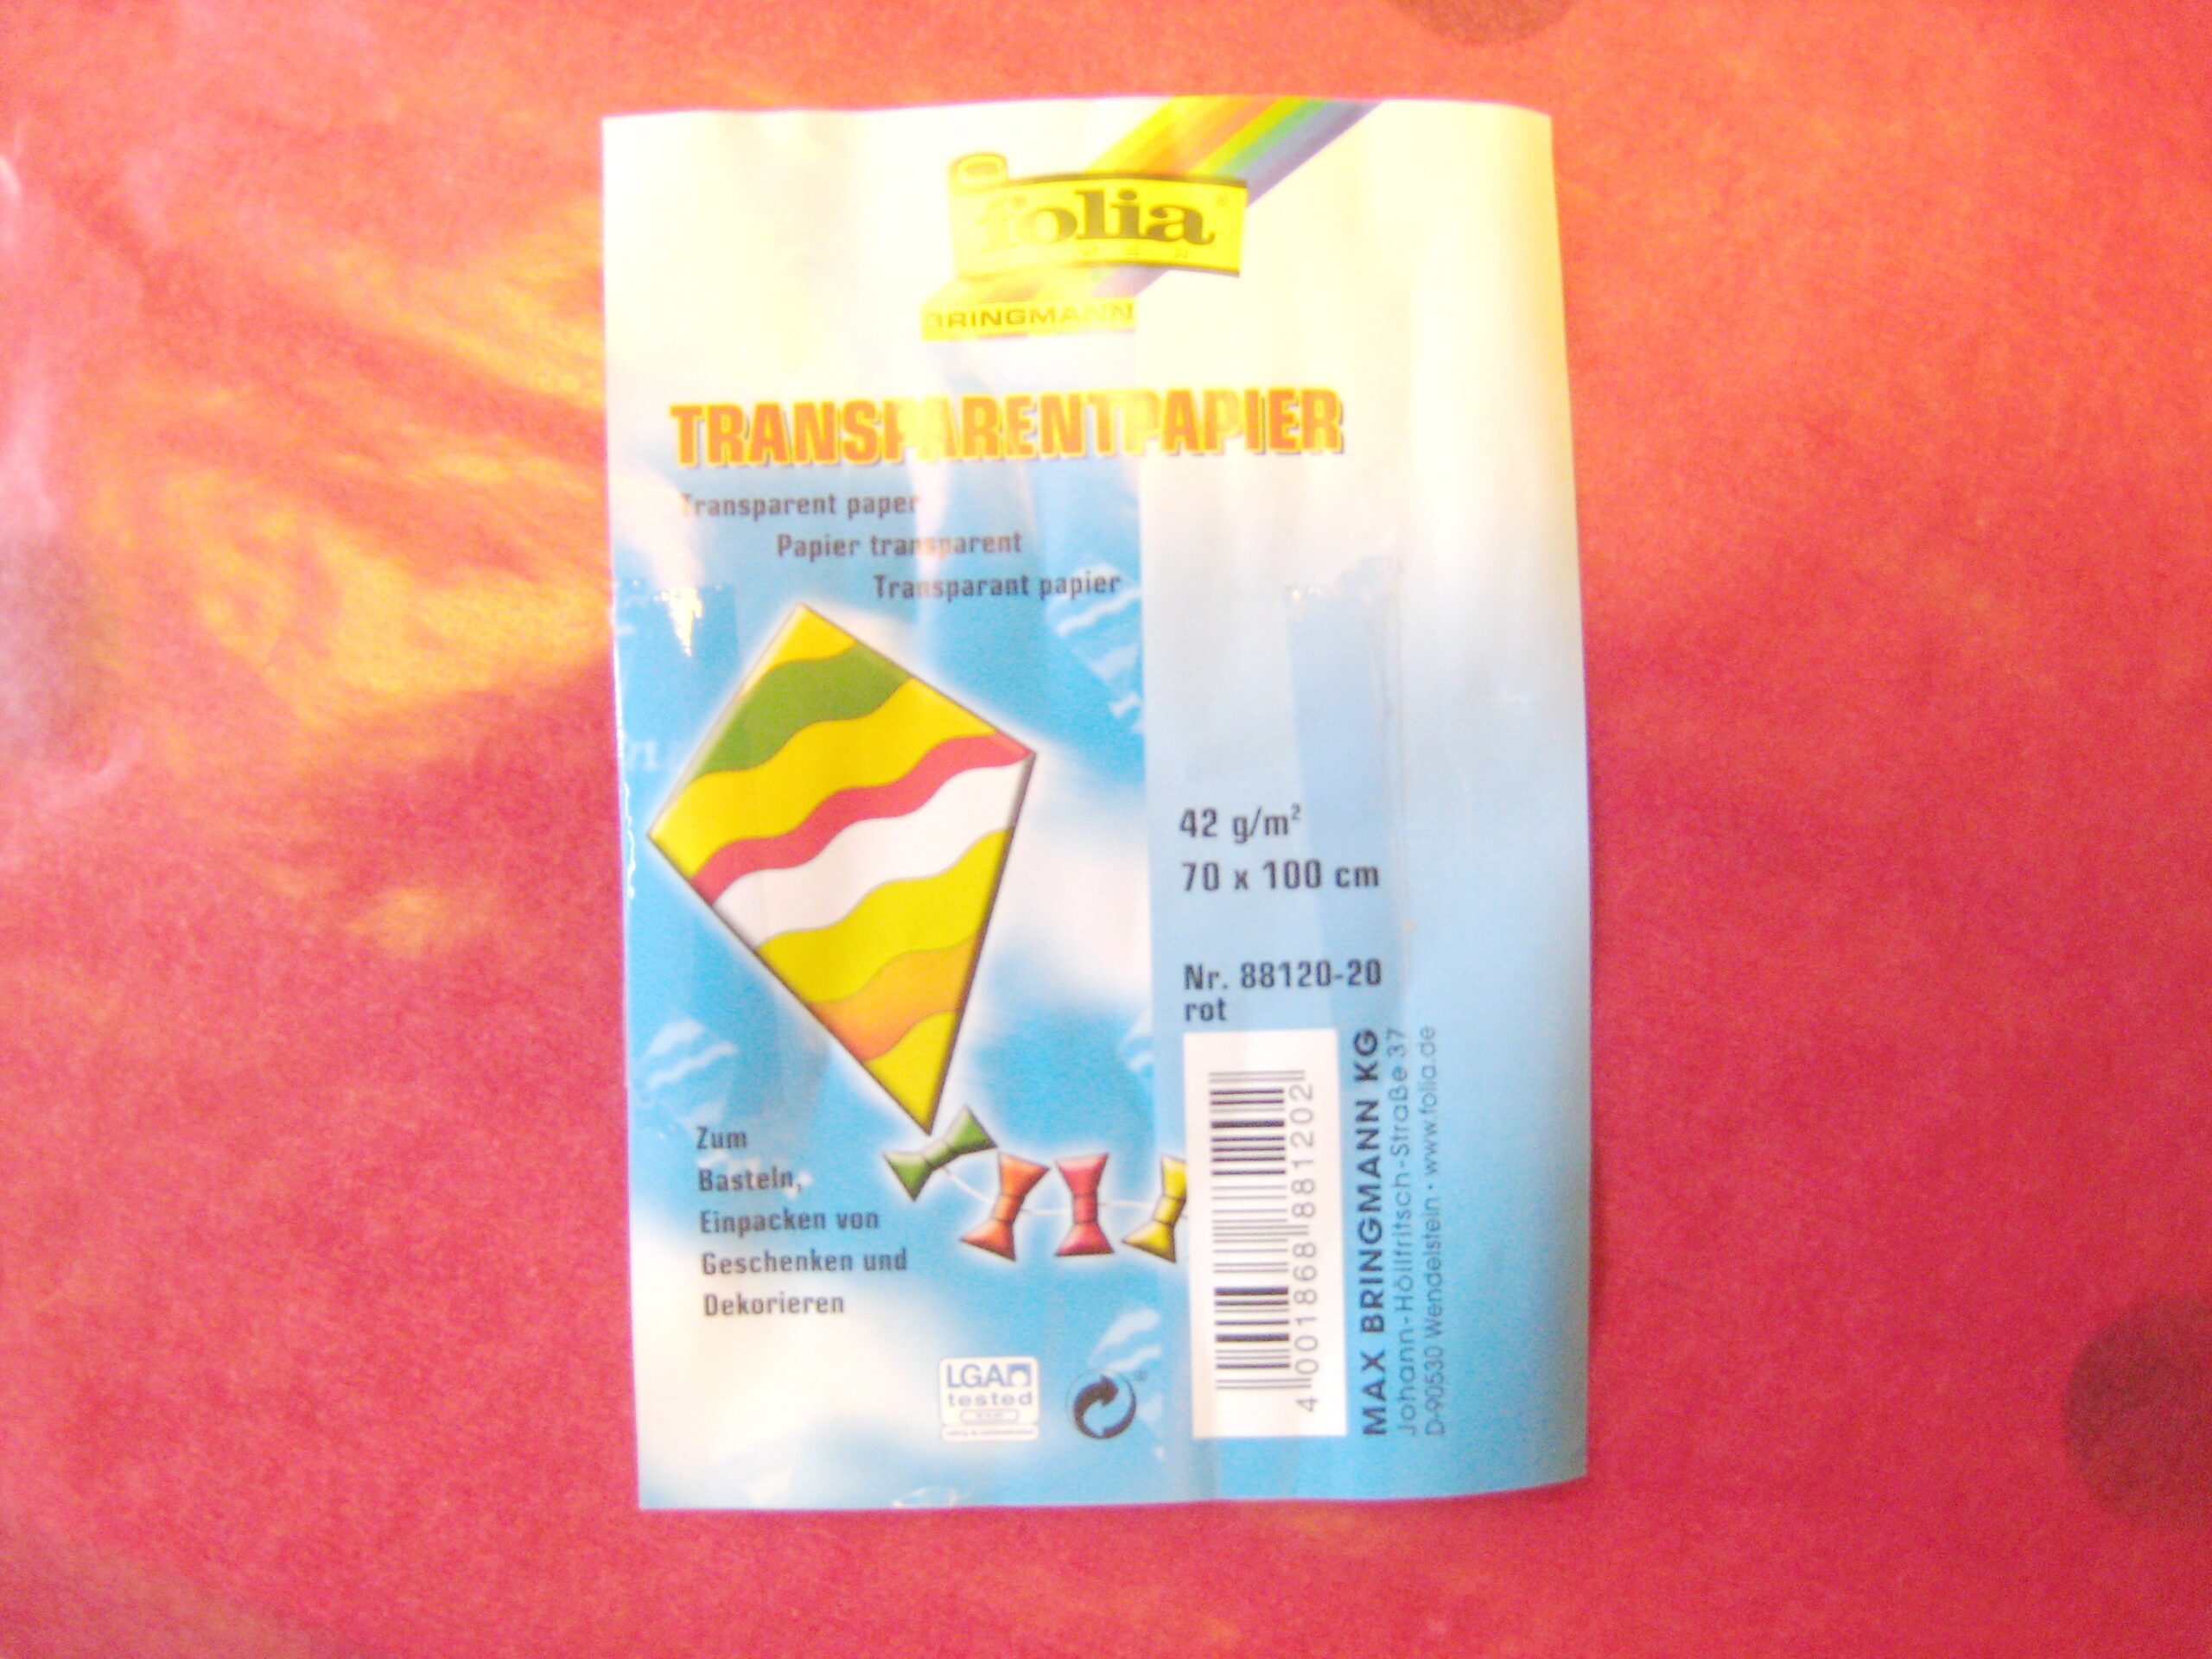 folia
BRINGMANN
TRANSPARENTPAPIER
Transparent paper
Papier transparent
Transparant papier
42 g/m²
70 x 100 cm
Nr. 88120-20
rot
Zum
Basteln,
Einpacken von
Geschenken und
Dekorieren
LGA
tested
4 001868 881202
MAX BRINGMANN KG
Johann-Höllfritsch-Straße 37
D-90530 Wendelstein · www.folia.de